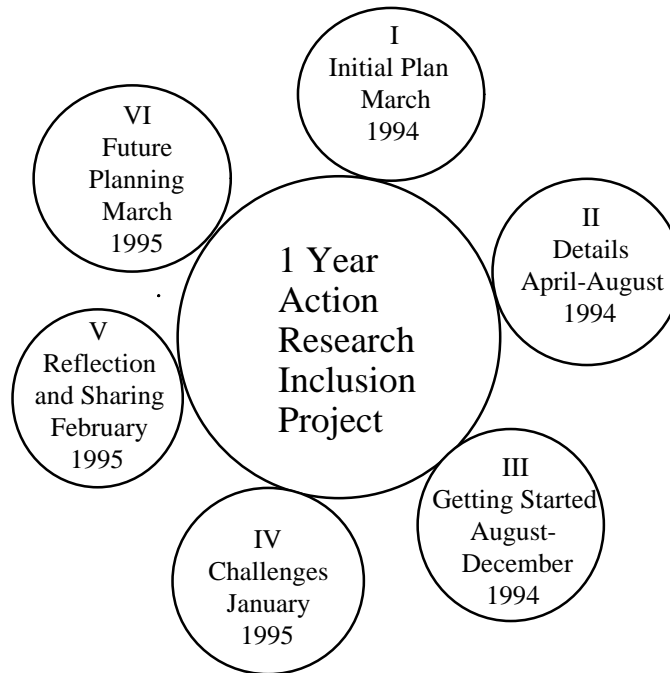 1 Year
Action
Research
Inclusion
Project
I
Initial Plan
March
1994
II
Details
April-August
1994
III
Getting Started
August-
December
1994
IV
Challenges
January
1995
V
Reflection
and Sharing
February
1995
VI
Future
Planning
March
1995